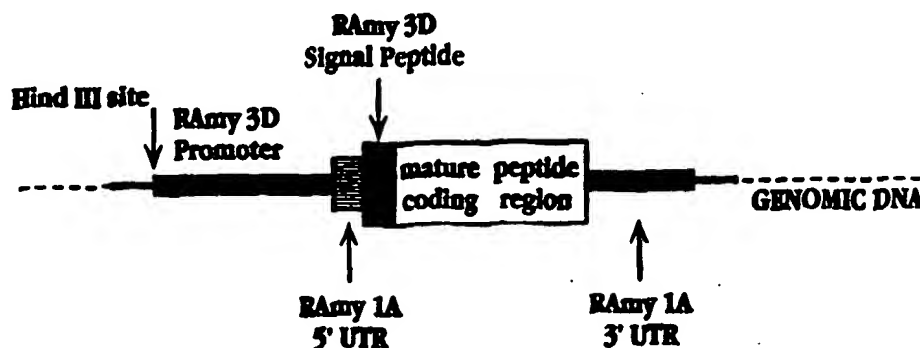 RAmy 3D
Signal Peptide
Hind III site
RAmy 3D
Promoter
mature peptide
coding region
GENOMIC DNA
RAmy 1A
5' UTR
RAmy 1A
3' UTR